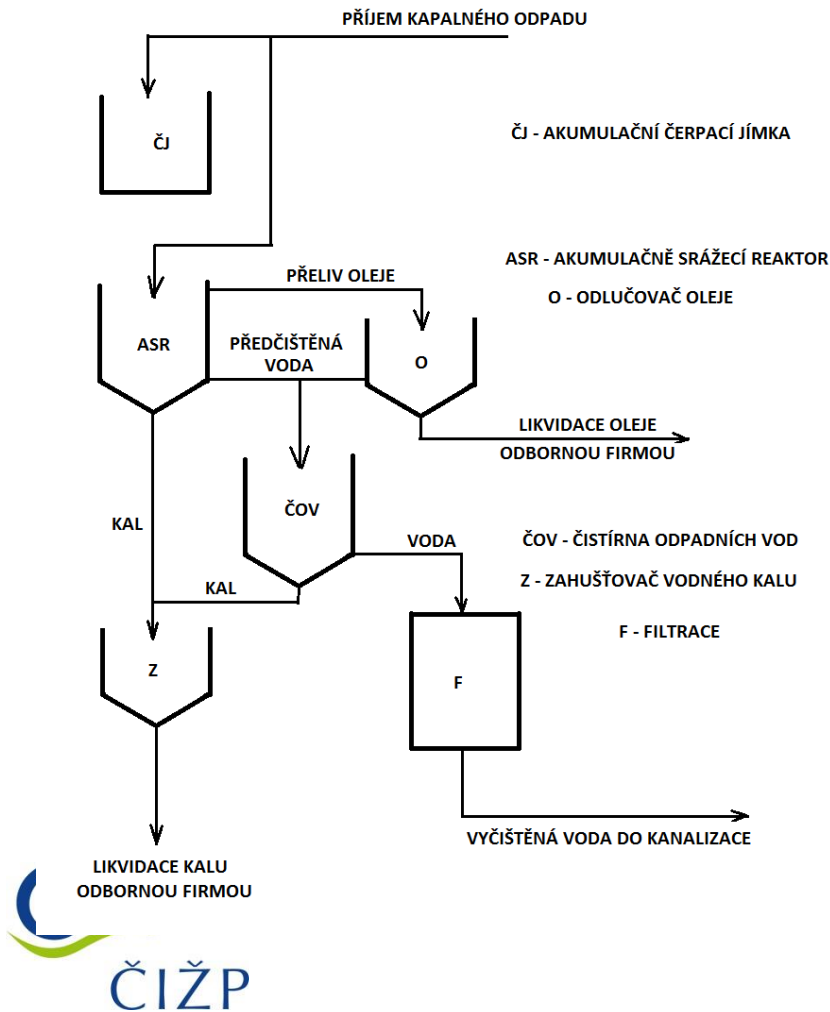 PŘÍJEM KAPALNÉHO ODPADU
ČJ
ČJ - AKUMULAČNÍ ČERPACÍ JÍMKA
ASR - AKUMULAČNĚ SRÁŽECÍ REAKTOR
PŘELIV OLEJE
O - ODLUČOVAČ OLEJE
ASR
PŘEDČIŠTĚNÁ
VODA
O
LIKVIDACE OLEJE
ODBORNOU FIRMOU
ČOV
KAL
VODA
ČOV - ČISTÍRNA ODPADNÍCH VOD
KAL
Z - ZAHUŠŤOVAČ VODNÉHO KALU
F - FILTRACE
Z
F
VYČIŠTĚNÁ VODA DO KANALIZACE
LIKVIDACE KALU
ODBORNOU FIRMOU
ČIŽP